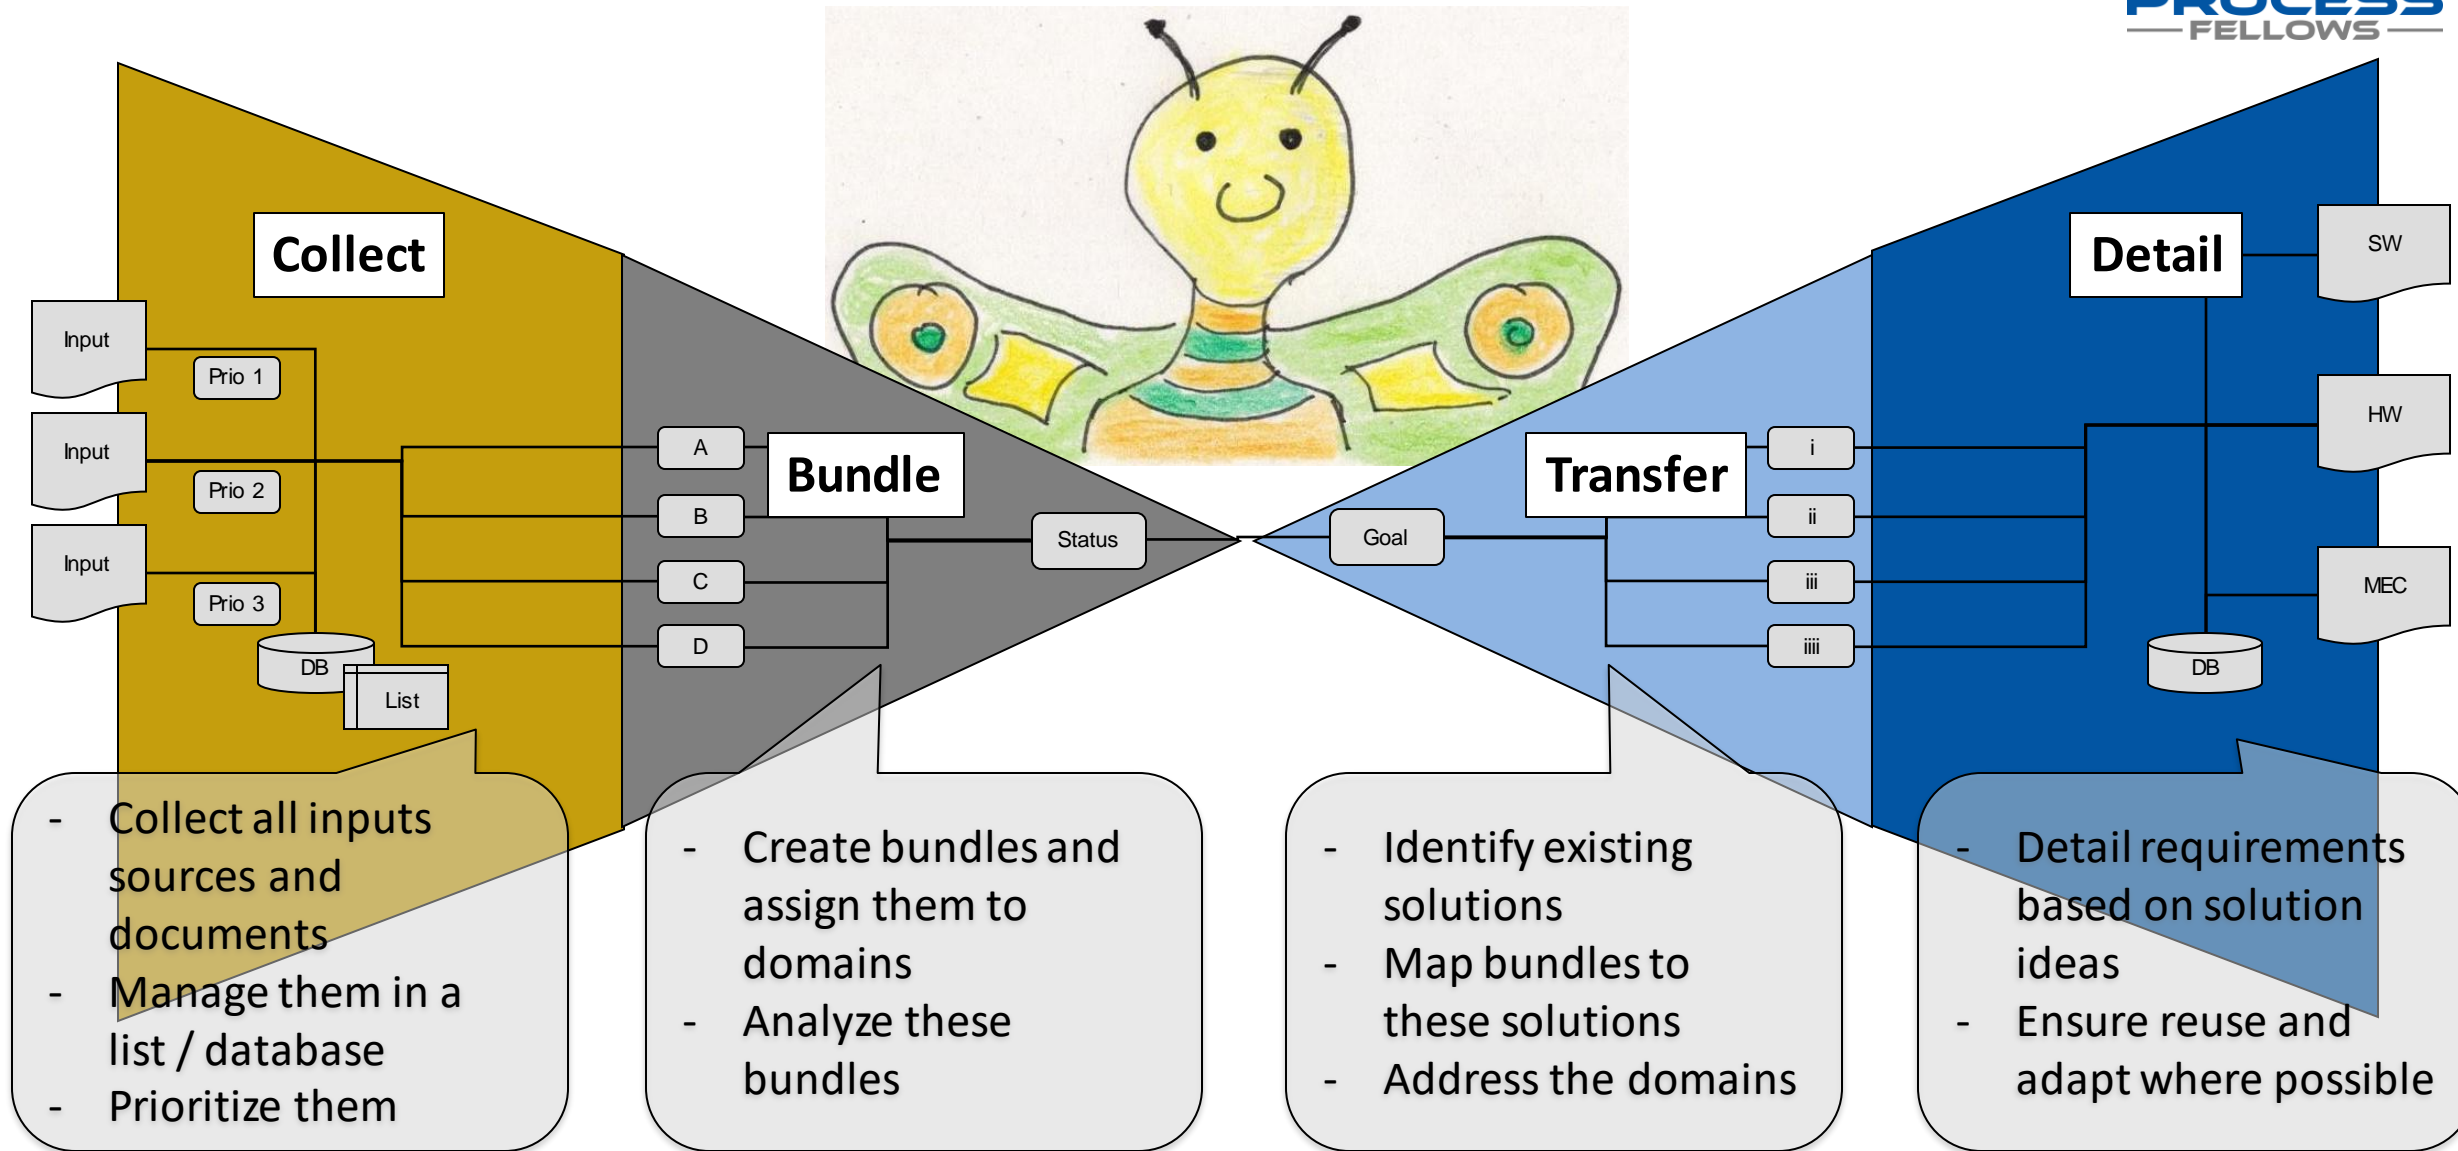 PROCESS
FELLOWS
Collect
Detail
SW
Input
Prio 1
HW
Input
Prio 2
A
Bundle
Transfer
i
B
Status
Goal
ii
Input
Prio 3
C
iii
MEC
D
iiii
DB
List
DB
- Collect all inputs
sources and
documents
- Manage them in a
list / database
- Prioritize them
- Create bundles and
assign them to
domains
- Analyze these
bundles
- Identify existing
solutions
- Map bundles to
these solutions
- Address the domains
- Detail requirements
based on solution
ideas
- Ensure reuse and
adapt where possible